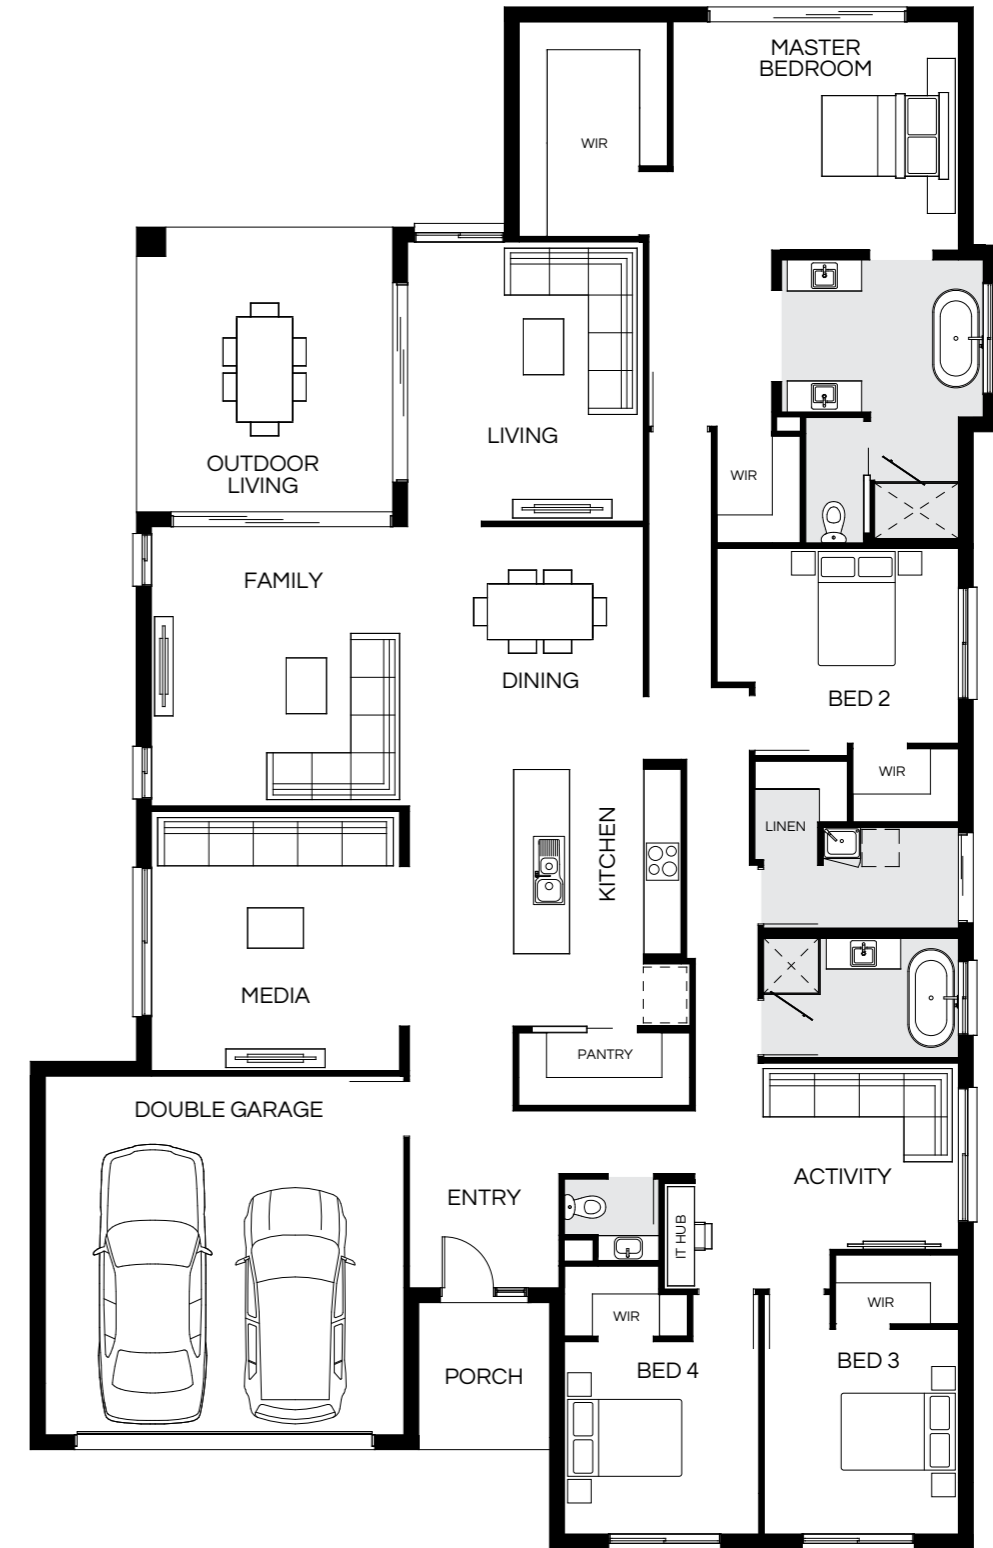 MASTER
BEDROOM
WIR
LIVING
OUTDOOR
LIVING
WIR
FAMILY
DINING
BED 2
WIR
LINEN
KITCHEN
MEDIA
PANTRY
DOUBLE GARAGE
ENTRY
ACTIVITY
IT HUB
WIR
WIR
PORCH
BED 4
BED 3